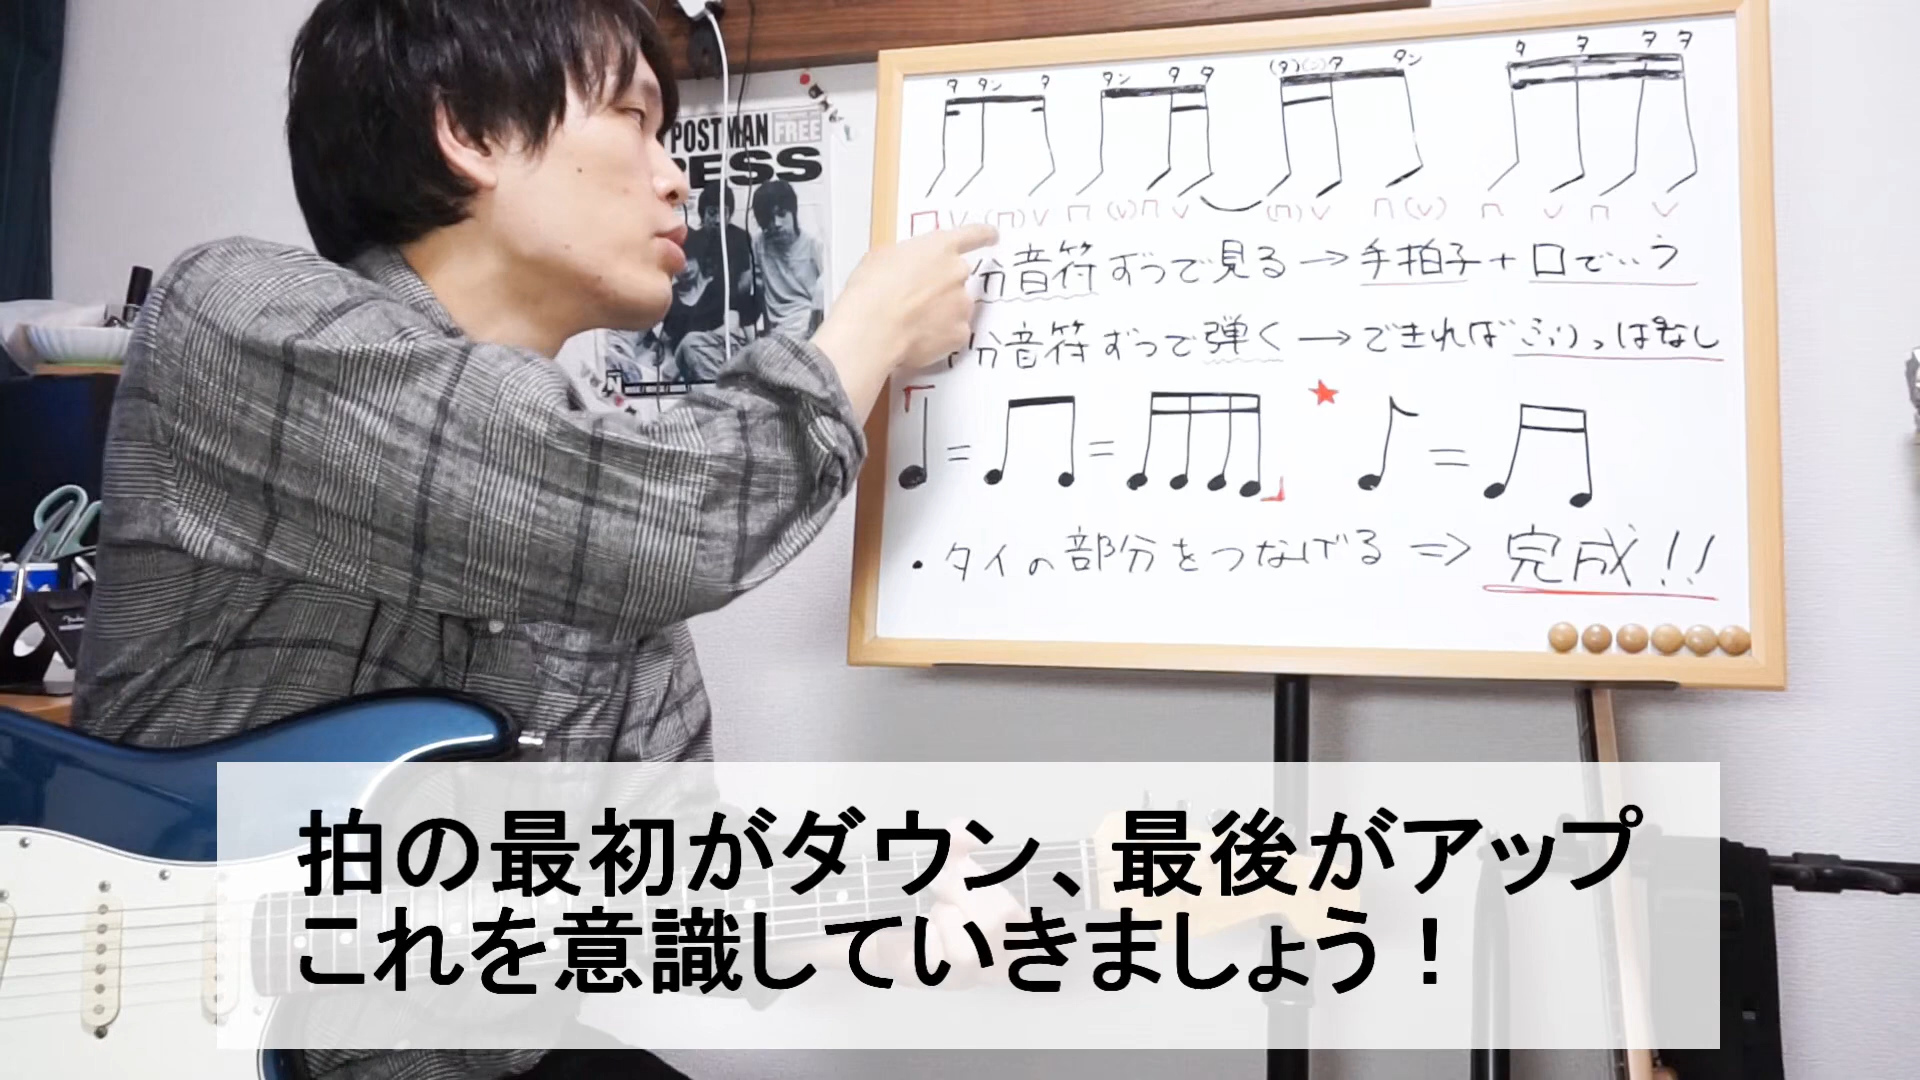 タ タン タ タン タ タ (タ)(ン)タ タン タ タ タ タ
POSTMAN FREE
V (П) V П (V) П V (П) V П (V) П V П V
分音符ずつで見る → 手拍子 + 口でいう
分音符ずつで弾く → できれば ふりっぱなし
= = ★ =
・タイの部分をつなげる ⇒ 完成!!
拍の最初がダウン、最後がアップ
これを意識していきましょう！